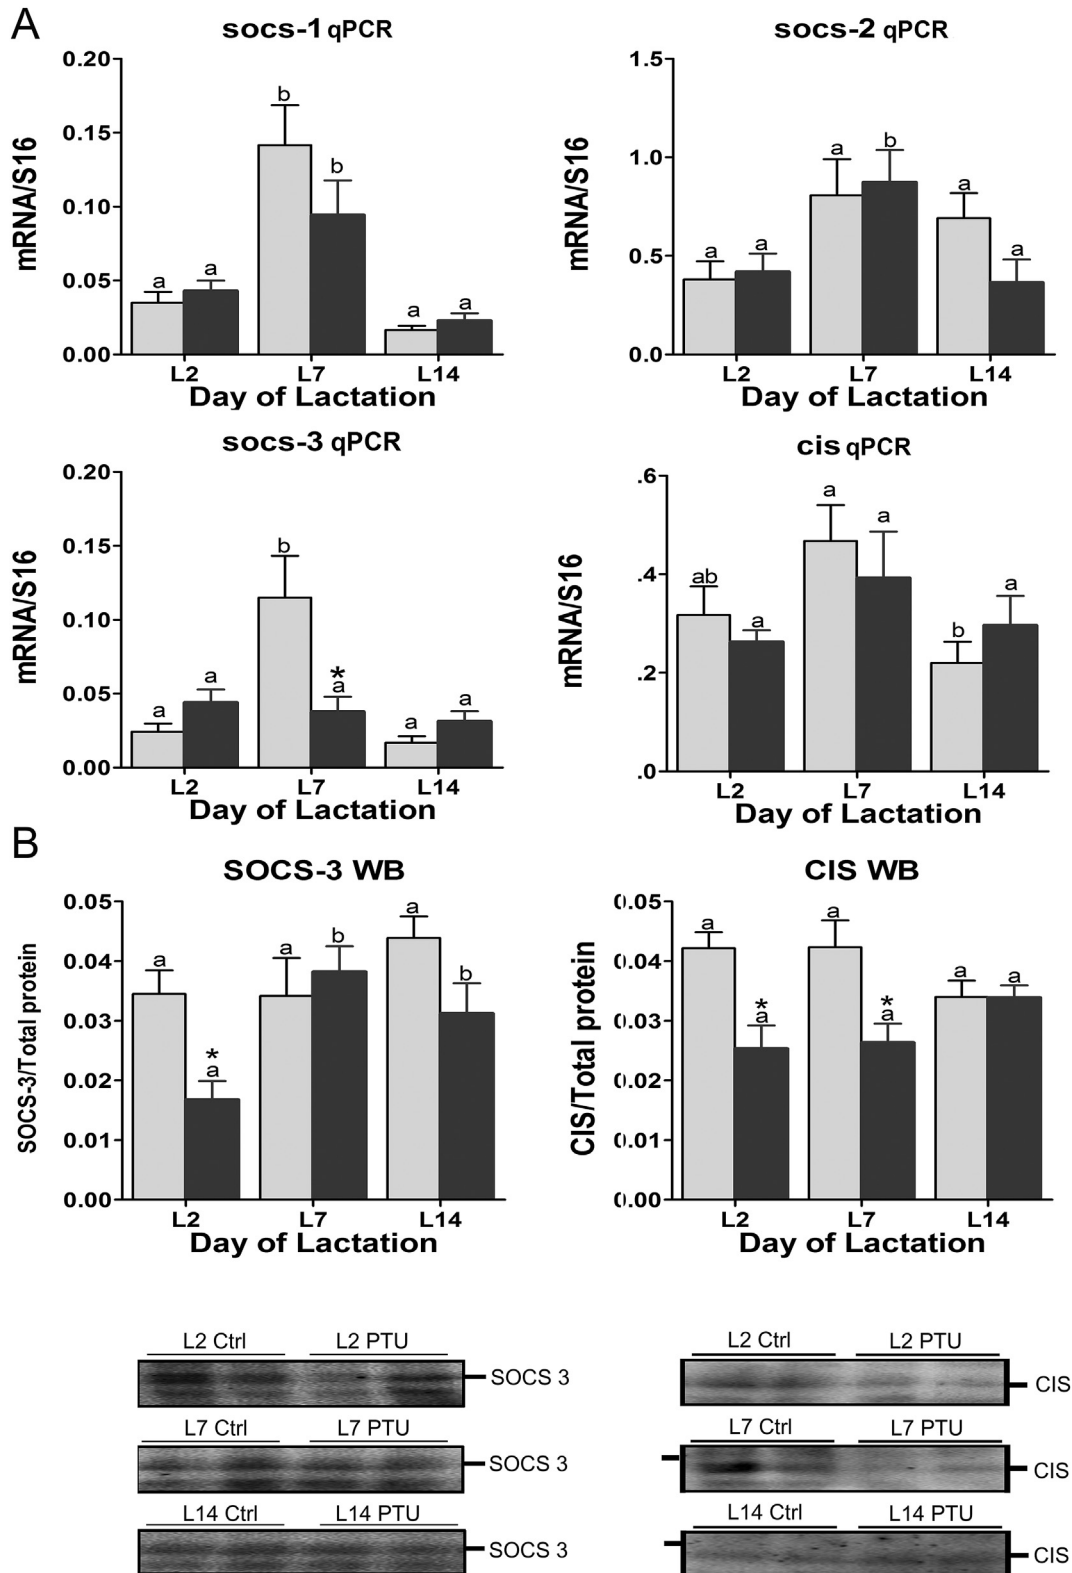 A
socs-1 qPCR
0.20
0.15
0.10
0.05
0.00
mRNA/S16
a
a
b
b
a
a
L2
L7
L14
Day of Lactation
socs-2 qPCR
1.5
1.0
0.5
0.0
mRNA/S16
a
a
a
b
a
a
L2
L7
L14
Day of Lactation
socs-3 qPCR
0.20
0.15
0.10
0.05
0.00
mRNA/S16
a
a
b
*
a
a
a
L2
L7
L14
Day of Lactation
cis qPCR
.6
.4
.2
.0
mRNA/S16
ab
a
a
a
b
a
L2
L7
L14
Day of Lactation
B
SOCS-3 WB
0.05
0.04
0.03
0.02
0.01
0.00
SOCS-3/Total protein
a
*
a
a
b
a
b
L2
L7
L14
Day of Lactation
CIS WB
0.05
0.04
0.03
0.02
0.01
0.00
CIS/Total protein
a
*
a
a
*
a
a
a
L2
L7
L14
Day of Lactation
L2 Ctrl
L2 PTU
SOCS 3
L7 Ctrl
L7 PTU
SOCS 3
L14 Ctrl
L14 PTU
SOCS 3
L2 Ctrl
L2 PTU
CIS
L7 Ctrl
L7 PTU
CIS
L14 Ctrl
L14 PTU
CIS